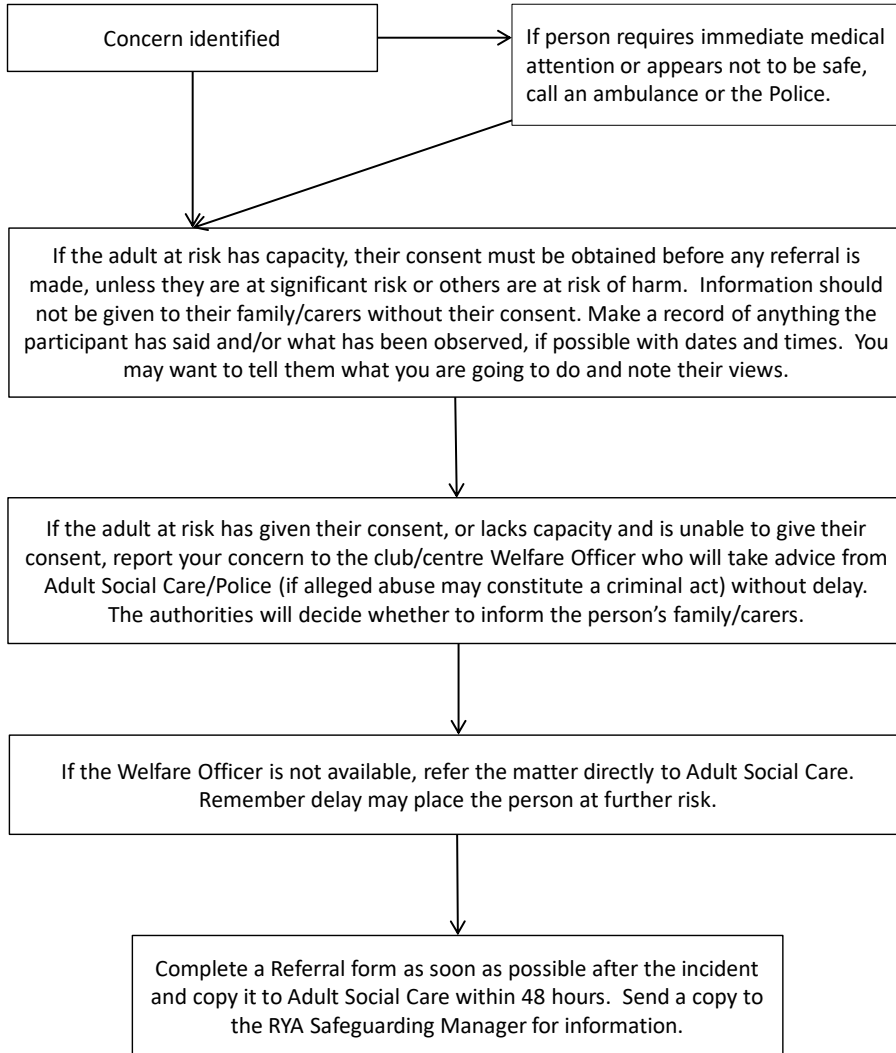 Concern identified
If person requires immediate medical
attention or appears not to be safe,
call an ambulance or the Police.
If the adult at risk has capacity, their consent must be obtained before any referral is
made, unless they are at significant risk or others are at risk of harm.  Information should
not be given to their family/carers without their consent. Make a record of anything the
participant has said and/or what has been observed, if possible with dates and times.  You
may want to tell them what you are going to do and note their views.
If the adult at risk has given their consent, or lacks capacity and is unable to give their
consent, report your concern to the club/centre Welfare Officer who will take advice from
Adult Social Care/Police (if alleged abuse may constitute a criminal act) without delay.
The authorities will decide whether to inform the person’s family/carers.
If the Welfare Officer is not available, refer the matter directly to Adult Social Care.
Remember delay may place the person at further risk.
Complete a Referral form as soon as possible after the incident
and copy it to Adult Social Care within 48 hours.  Send a copy to
the RYA Safeguarding Manager for information.